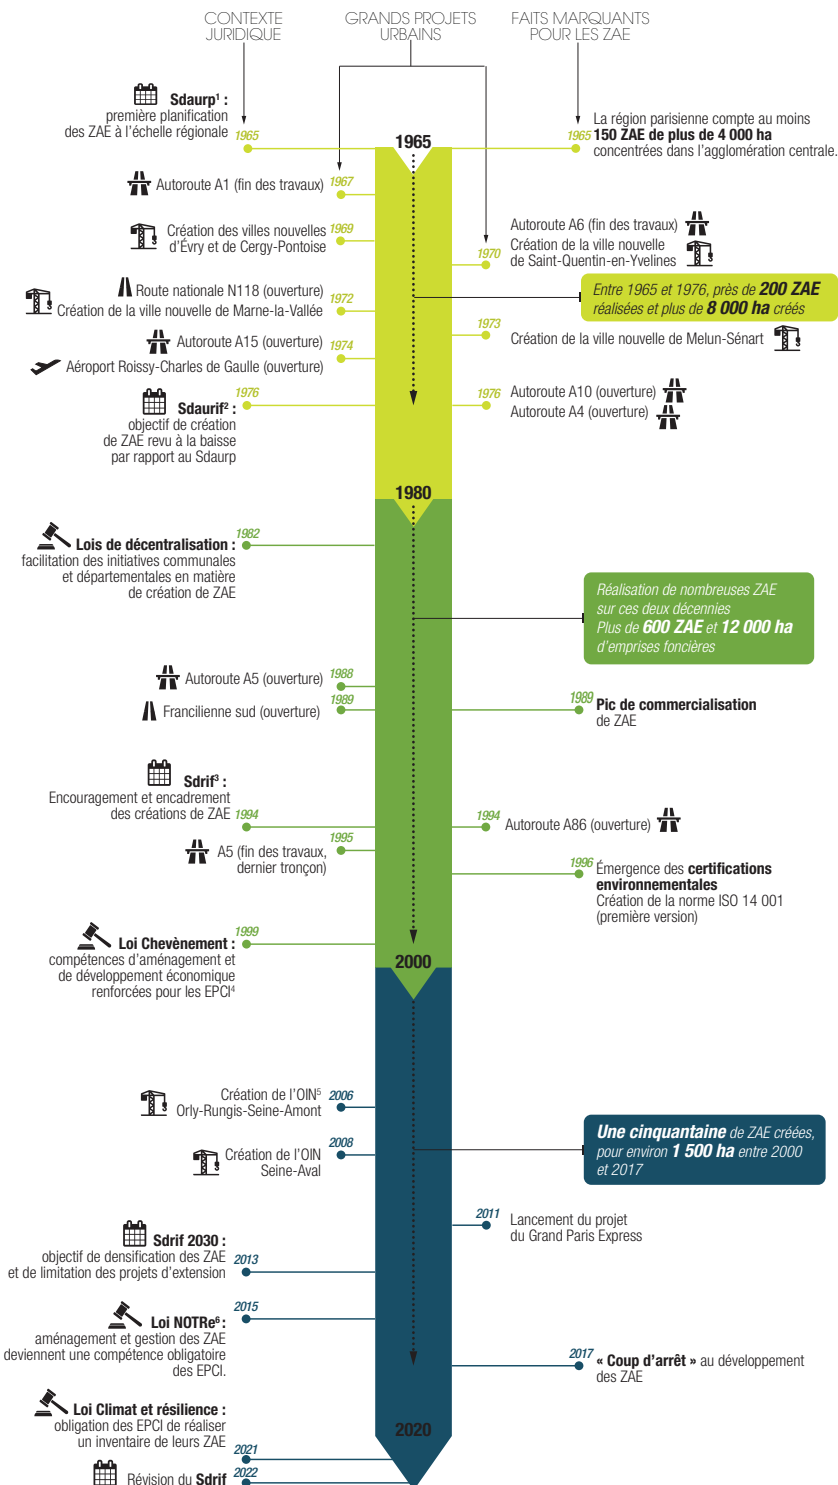 CONTEXTE
JURIDIQUE
GRANDS PROJETS
URBAINS
FAITS MARQUANTS
POUR LES ZAE
Sdaurp¹ :
première planification
des ZAE à l'échelle régionale
1965
1965
1965
La région parisienne compte au moins
150 ZAE de plus de 4 000 ha
concentrées dans l'agglomération centrale.
Autoroute A1 (fin des travaux)
1967
Création des villes nouvelles
d'Évry et de Cergy-Pontoise
1969
1970
Autoroute A6 (fin des travaux)
Création de la ville nouvelle
de Saint-Quentin-en-Yvelines
Route nationale N118 (ouverture)
Création de la ville nouvelle de Marne-la-Vallée
1972
Entre 1965 et 1976, près de 200 ZAE
réalisées et plus de 8 000 ha créés
1973
Création de la ville nouvelle de Melun-Sénart
Autoroute A15 (ouverture)
Aéroport Roissy-Charles de Gaulle (ouverture)
1974
Sdaurif² :
objectif de création
de ZAE revu à la baisse
par rapport au Sdaurp
1976
1976
Autoroute A10 (ouverture)
Autoroute A4 (ouverture)
1980
Lois de décentralisation :
facilitation des initiatives communales
et départementales en matière
de création de ZAE
1982
Réalisation de nombreuses ZAE
sur ces deux décennies
Plus de 600 ZAE et 12 000 ha
d'emprises foncières
Autoroute A5 (ouverture)
1988
Francilienne sud (ouverture)
1989
1989
Pic de commercialisation
de ZAE
Sdrif³ :
Encouragement et encadrement
des créations de ZAE
1994
1994
Autoroute A86 (ouverture)
A5 (fin des travaux,
dernier tronçon)
1995
1996
Émergence des certifications
environnementales
Création de la norme ISO 14 001
(première version)
Loi Chevènement :
compétences d'aménagement et
de développement économique
renforcées pour les EPCI⁴
1999
2000
Création de l'OIN⁵
Orly-Rungis-Seine-Amont
2006
Création de l'OIN
Seine-Aval
2008
Une cinquantaine de ZAE créées,
pour environ 1 500 ha entre 2000
et 2017
2011
Lancement du projet
du Grand Paris Express
Sdrif 2030 :
objectif de densification des ZAE
et de limitation des projets d'extension
2013
Loi NOTRe⁶ :
aménagement et gestion des ZAE
deviennent une compétence obligatoire
des EPCI.
2015
2017
« Coup d'arrêt » au développement
des ZAE
Loi Climat et résilience :
obligation des EPCI de réaliser
un inventaire de leurs ZAE
2021
2020
Révision du Sdrif
2022